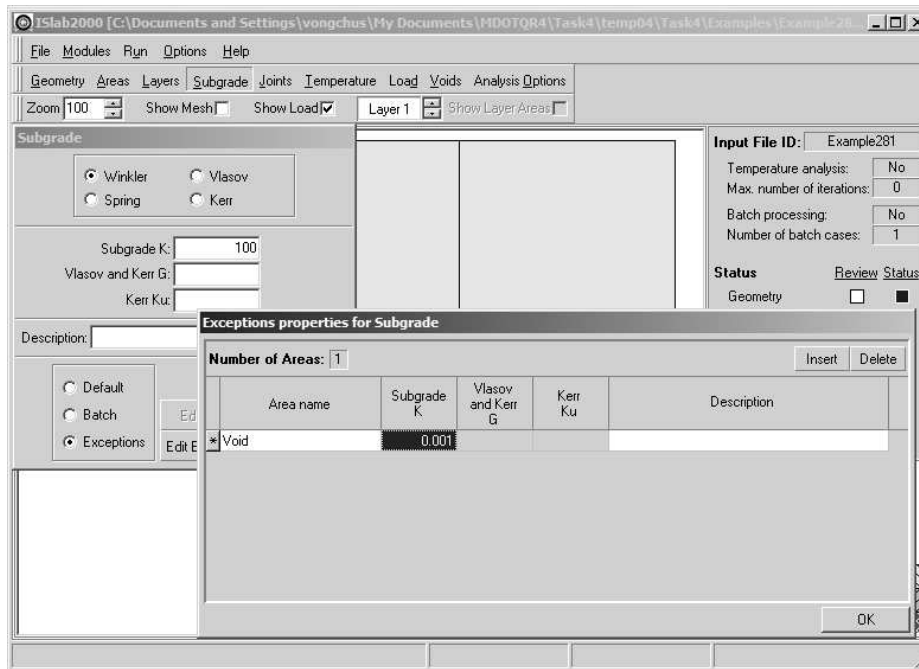 ISlab2000 [C:\Documents and Settings\vongchus\My Documents\MDOTQR4\Task4\temp04\Task4\Examples\Example28...
File Modules Run Options Help
Geometry Areas Layers Subgrade Joints Temperature Load Voids Analysis Options
Zoom 100 Show Mesh Show Load Layer 1 Show Layer Areas
Subgrade
Winkler Vlasov
Spring Kerr
Subgrade K: 100
Vlasov and Kerr G:
Kerr Ku:
Description:
Default
Batch Ed
Exceptions Edit E
Input File ID: Example281
Temperature analysis: No
Max. number of iterations: 0
Batch processing: No
Number of batch cases: 1
Status Review Status
Geometry
Exceptions properties for Subgrade
Number of Areas: 1 Insert Delete
Area name Subgrade K Vlasov and Kerr G Kerr Ku Description
* Void 0.001
OK